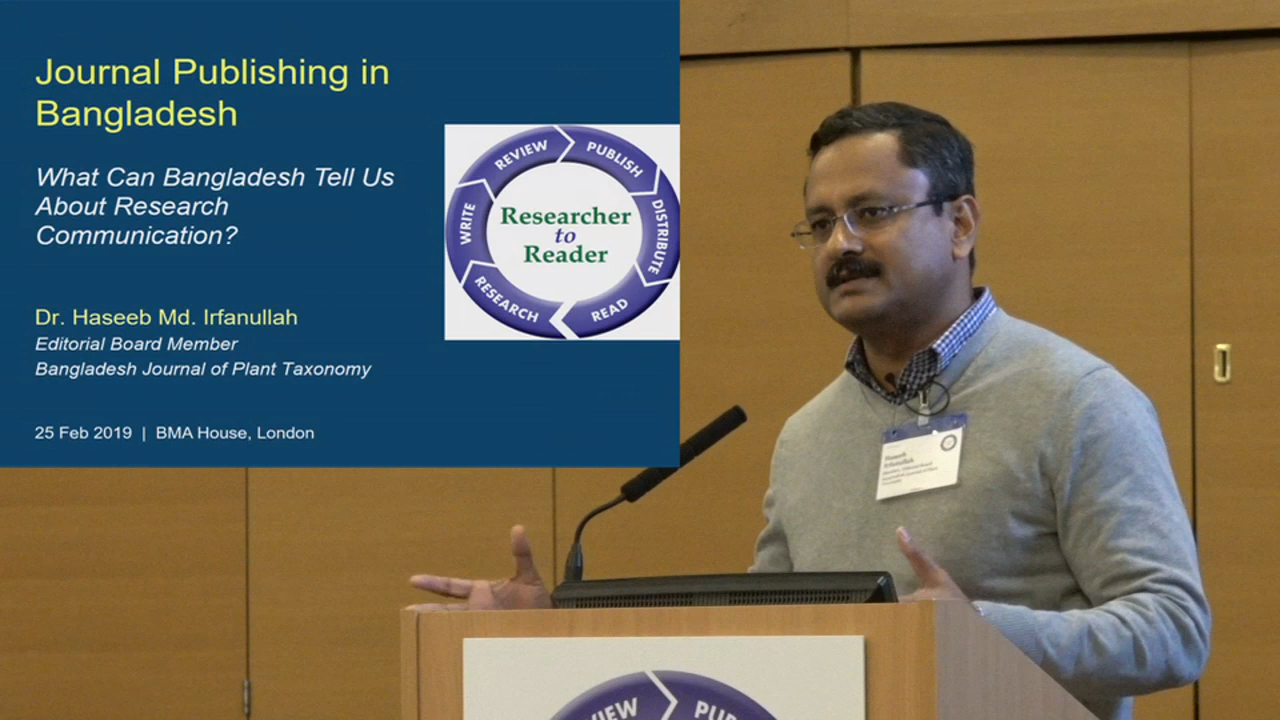 Journal Publishing in
Bangladesh
What Can Bangladesh Tell Us
About Research
Communication?
Dr. Haseeb Md. Irfanullah
Editorial Board Member
Bangladesh Journal of Plant Taxonomy
25 Feb 2019 | BMA House, London
REVIEW
PUBLISH
DISTRIBUTE
READ
RESEARCH
WRITE
Researcher
to
Reader
Haseeb
Irfanullah